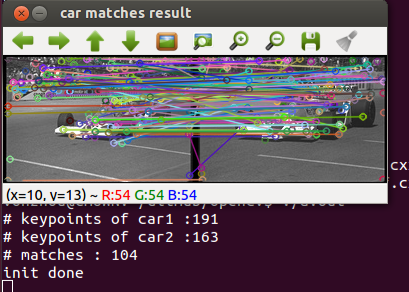 car matches result
(x=10, y=13) ~ R:54 G:54 B:54
cx
.c
# keypoints of car1 :191
# keypoints of car2 :163
# matches : 104
init done